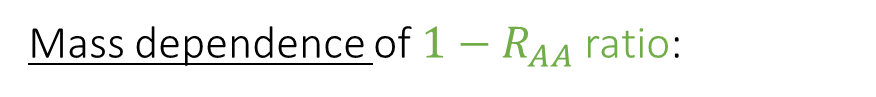 Mass dependence of 1 − R_AA ratio: